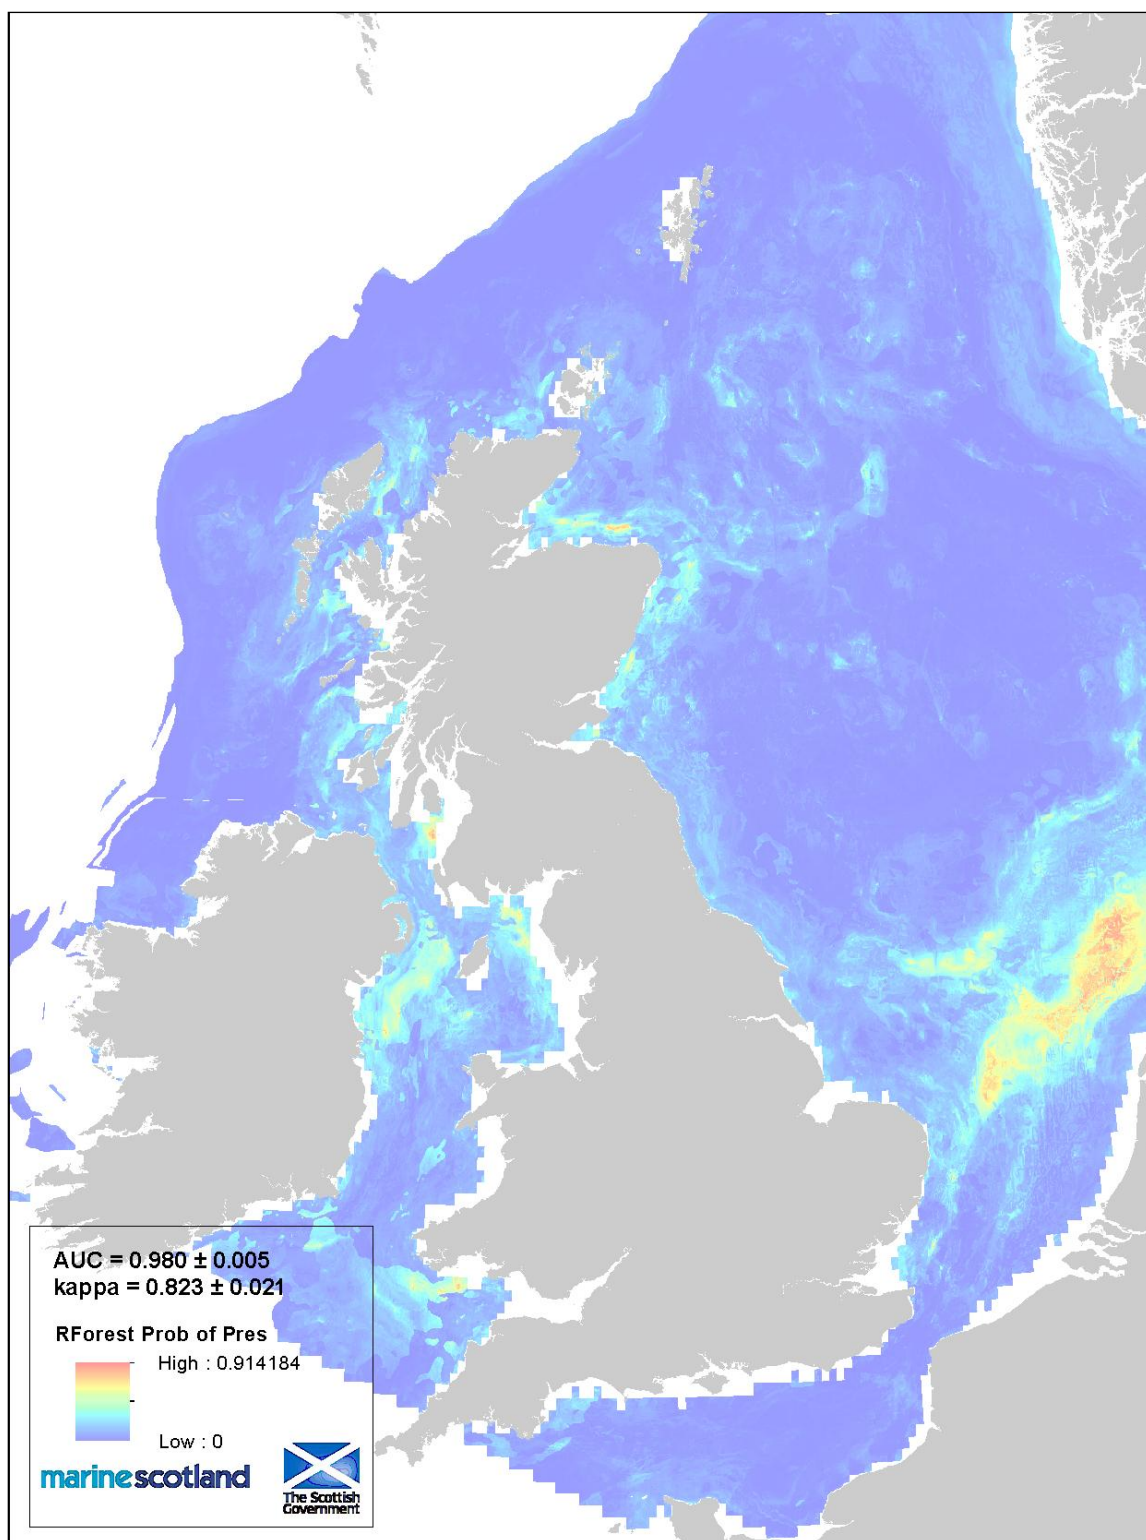 AUC = 0.980 ± 0.005
kappa = 0.823 ± 0.021
RForest Prob of Pres
High : 0.914184
Low : 0
marinescotland
The Scottish
Government